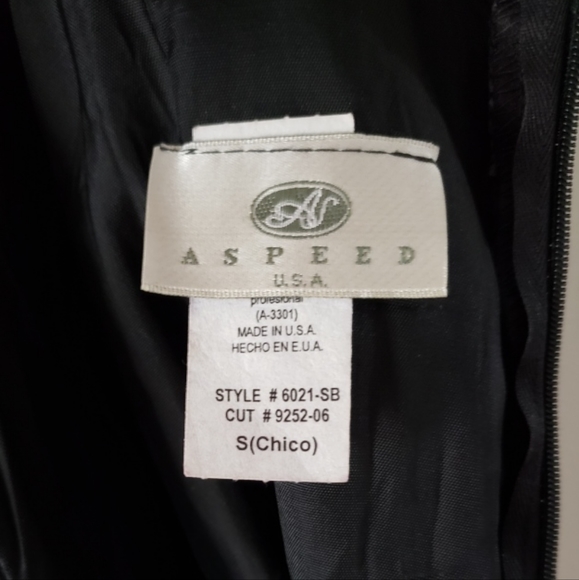 AS
ASPEED
U.S.A.
profesional
(A-3301)
MADE IN U.S.A.
HECHO EN E.U.A.
STYLE # 6021-SB
CUT # 9252-06
S(Chico)